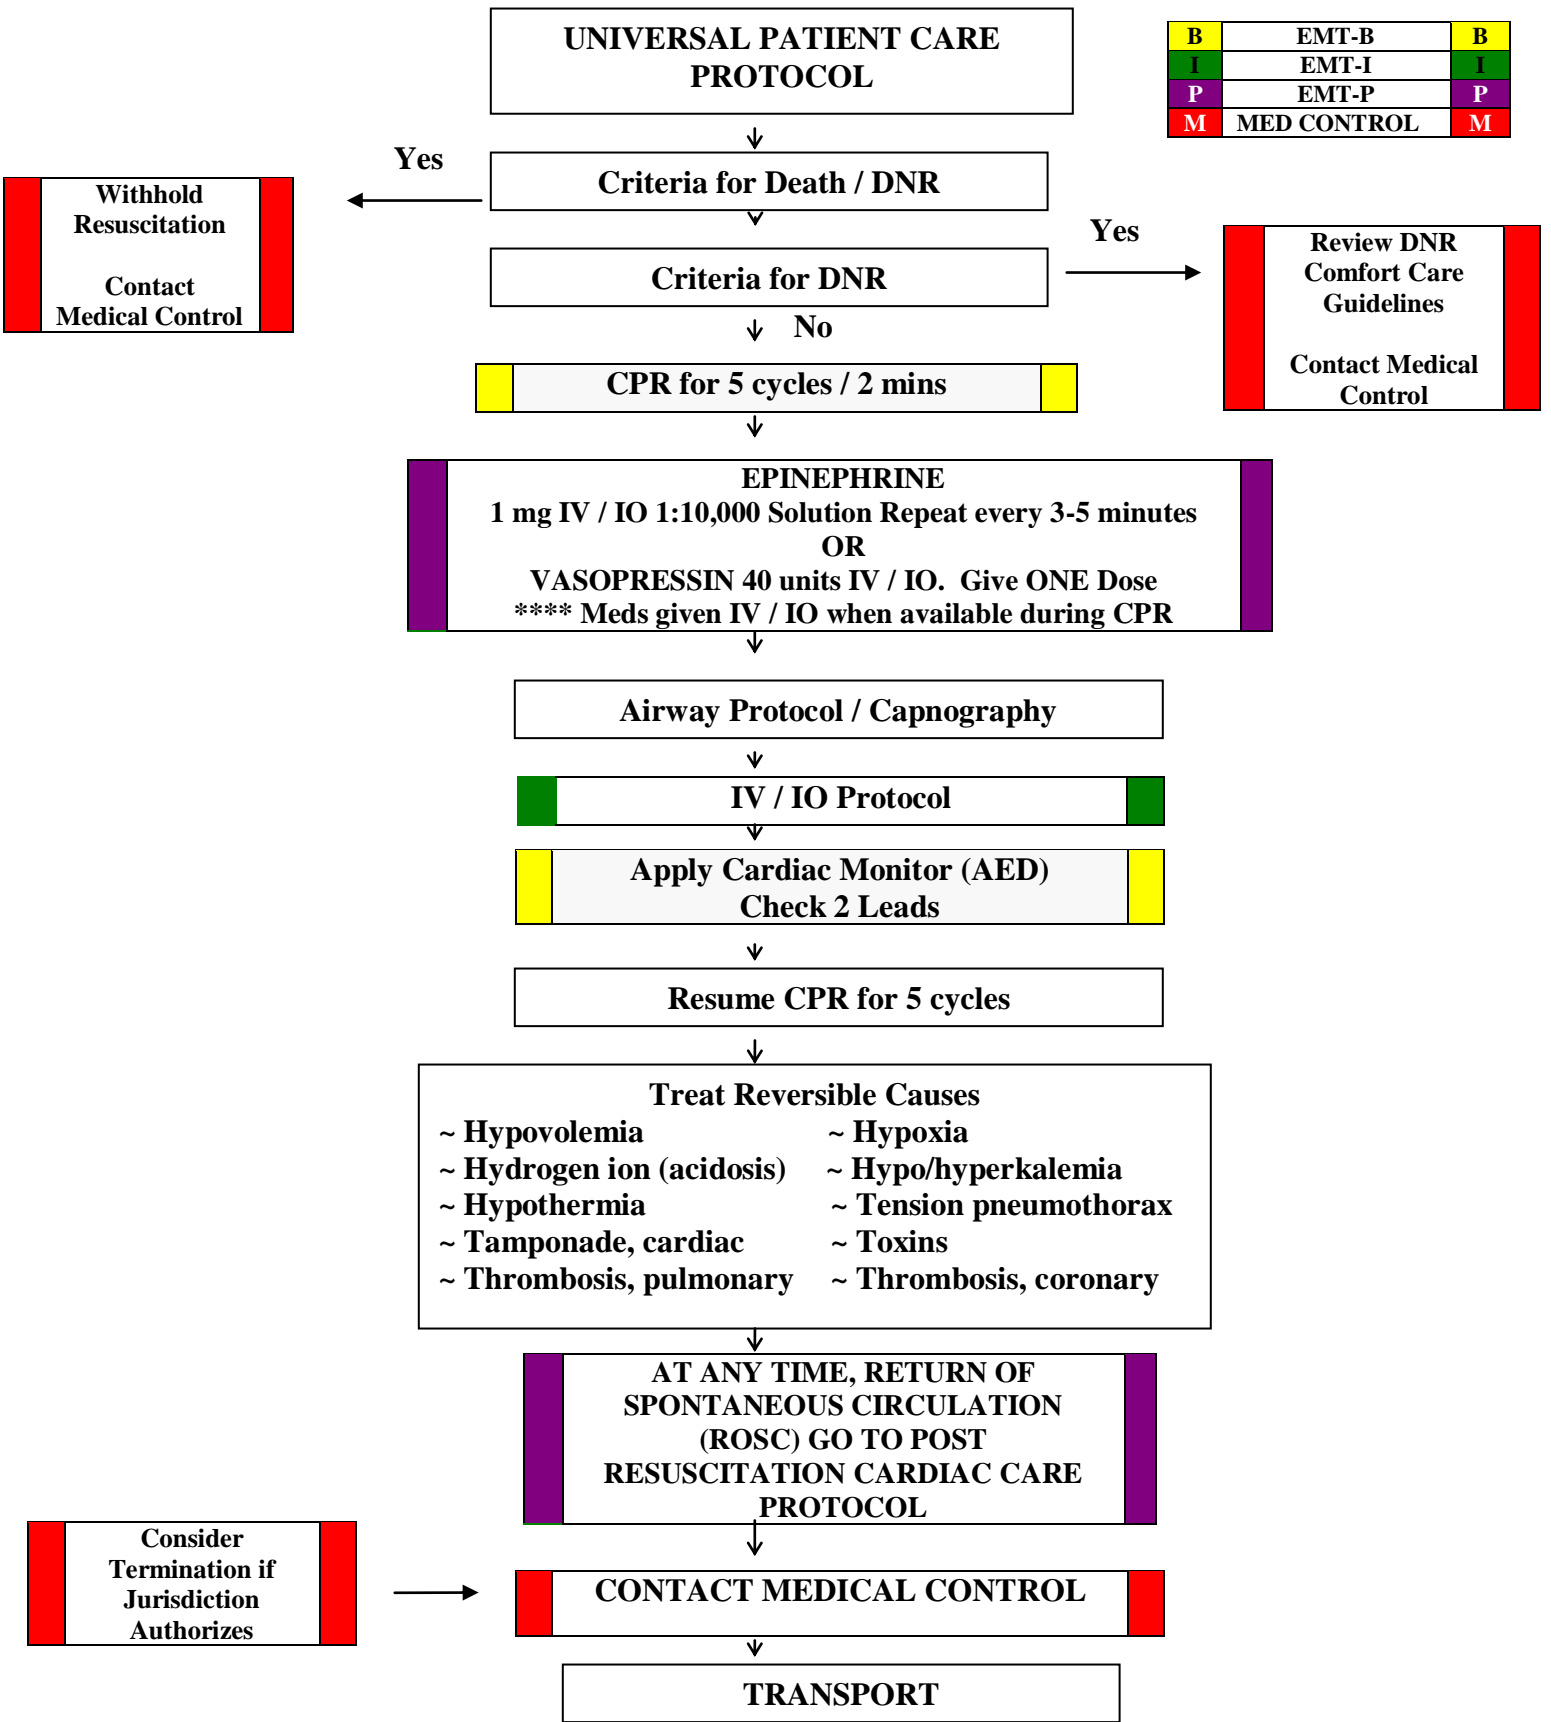 UNIVERSAL PATIENT CARE
PROTOCOL
B EMT-B B
I EMT-I I
P EMT-P P
M MED CONTROL M
Yes
Criteria for Death / DNR
Withhold
Resuscitation
Contact
Medical Control
Yes
Criteria for DNR
Review DNR
Comfort Care
Guidelines
Contact Medical
Control
No
CPR for 5 cycles / 2 mins
EPINEPHRINE
1 mg IV / IO 1:10,000 Solution Repeat every 3-5 minutes
OR
VASOPRESSIN 40 units IV / IO. Give ONE Dose
**** Meds given IV / IO when available during CPR
Airway Protocol / Capnography
IV / IO Protocol
Apply Cardiac Monitor (AED)
Check 2 Leads
Resume CPR for 5 cycles
Treat Reversible Causes
~ Hypovolemia ~ Hypoxia
~ Hydrogen ion (acidosis) ~ Hypo/hyperkalemia
~ Hypothermia ~ Tension pneumothorax
~ Tamponade, cardiac ~ Toxins
~ Thrombosis, pulmonary ~ Thrombosis, coronary
AT ANY TIME, RETURN OF
SPONTANEOUS CIRCULATION
(ROSC) GO TO POST
RESUSCITATION CARDIAC CARE
PROTOCOL
Consider
Termination if
Jurisdiction
Authorizes
CONTACT MEDICAL CONTROL
TRANSPORT